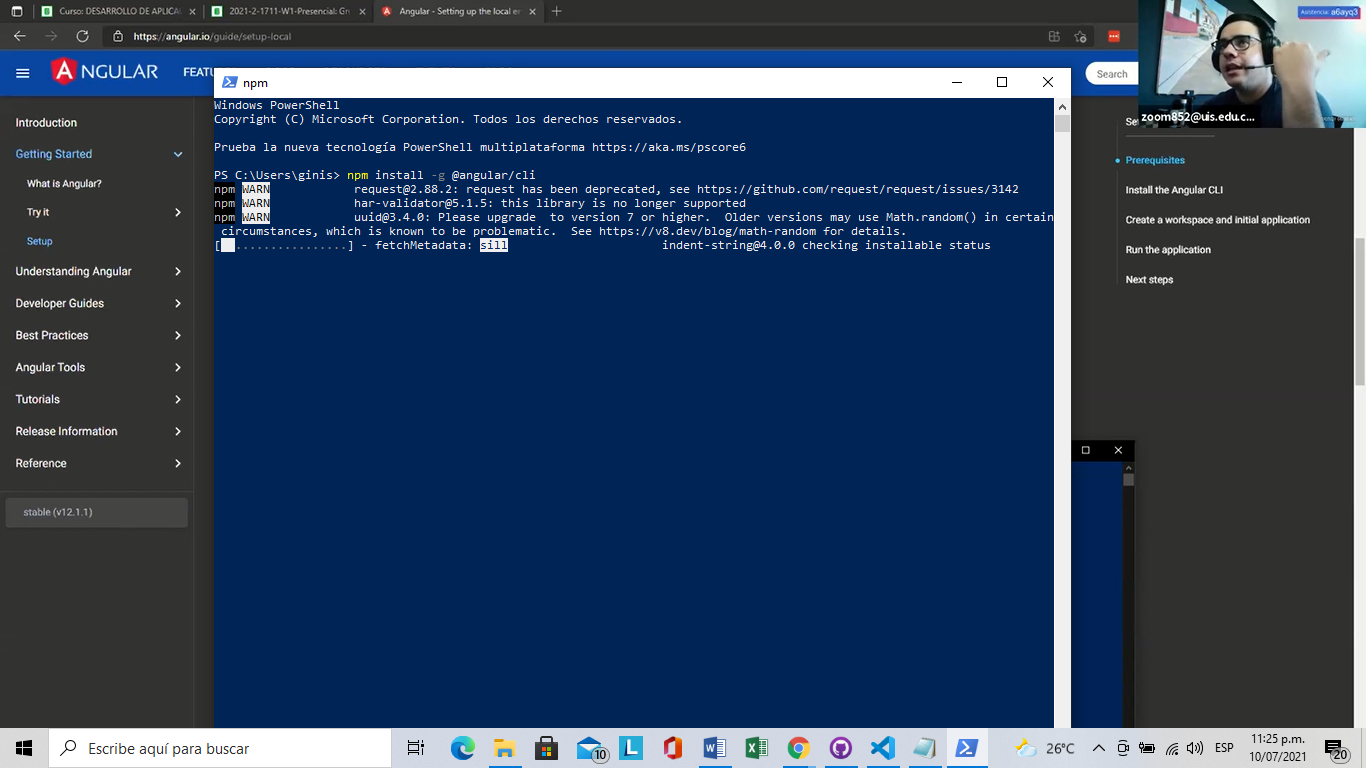 Curso: DESARROLLO DE APLICA
2021-2-1711-W1-Presencial: Gr
Angular - Setting up the local er
https://angular.io/guide/setup-local
Asistencia: a6ayq3
ANGULAR
FEATU
Search
zoom852@uis.edu.c...
Introduction
Getting Started
What is Angular?
Try it
Setup
Understanding Angular
Developer Guides
Best Practices
Angular Tools
Tutorials
Release Information
Reference
stable (v12.1.1)
npm
Windows PowerShell
Copyright (C) Microsoft Corporation. Todos los derechos reservados.
Prueba la nueva tecnología PowerShell multiplataforma https://aka.ms/pscore6
PS C:\Users\ginis> npm install -g @angular/cli
npm WARN request@2.88.2: request has been deprecated, see https://github.com/request/request/issues/3142
npm WARN har-validator@5.1.5: this library is no longer supported
npm WARN uuid@3.4.0: Please upgrade  to version 7 or higher.  Older versions may use Math.random() in certain
circumstances, which is known to be problematic.  See https://v8.dev/blog/math-random for details.
[ ................] - fetchMetadata: sill indent-string@4.0.0 checking installable status
Prerequisites
Install the Angular CLI
Create a workspace and initial application
Run the application
Next steps
Escribe aquí para buscar
10
26°C
ESP
11:25 p.m.
10/07/2021
20